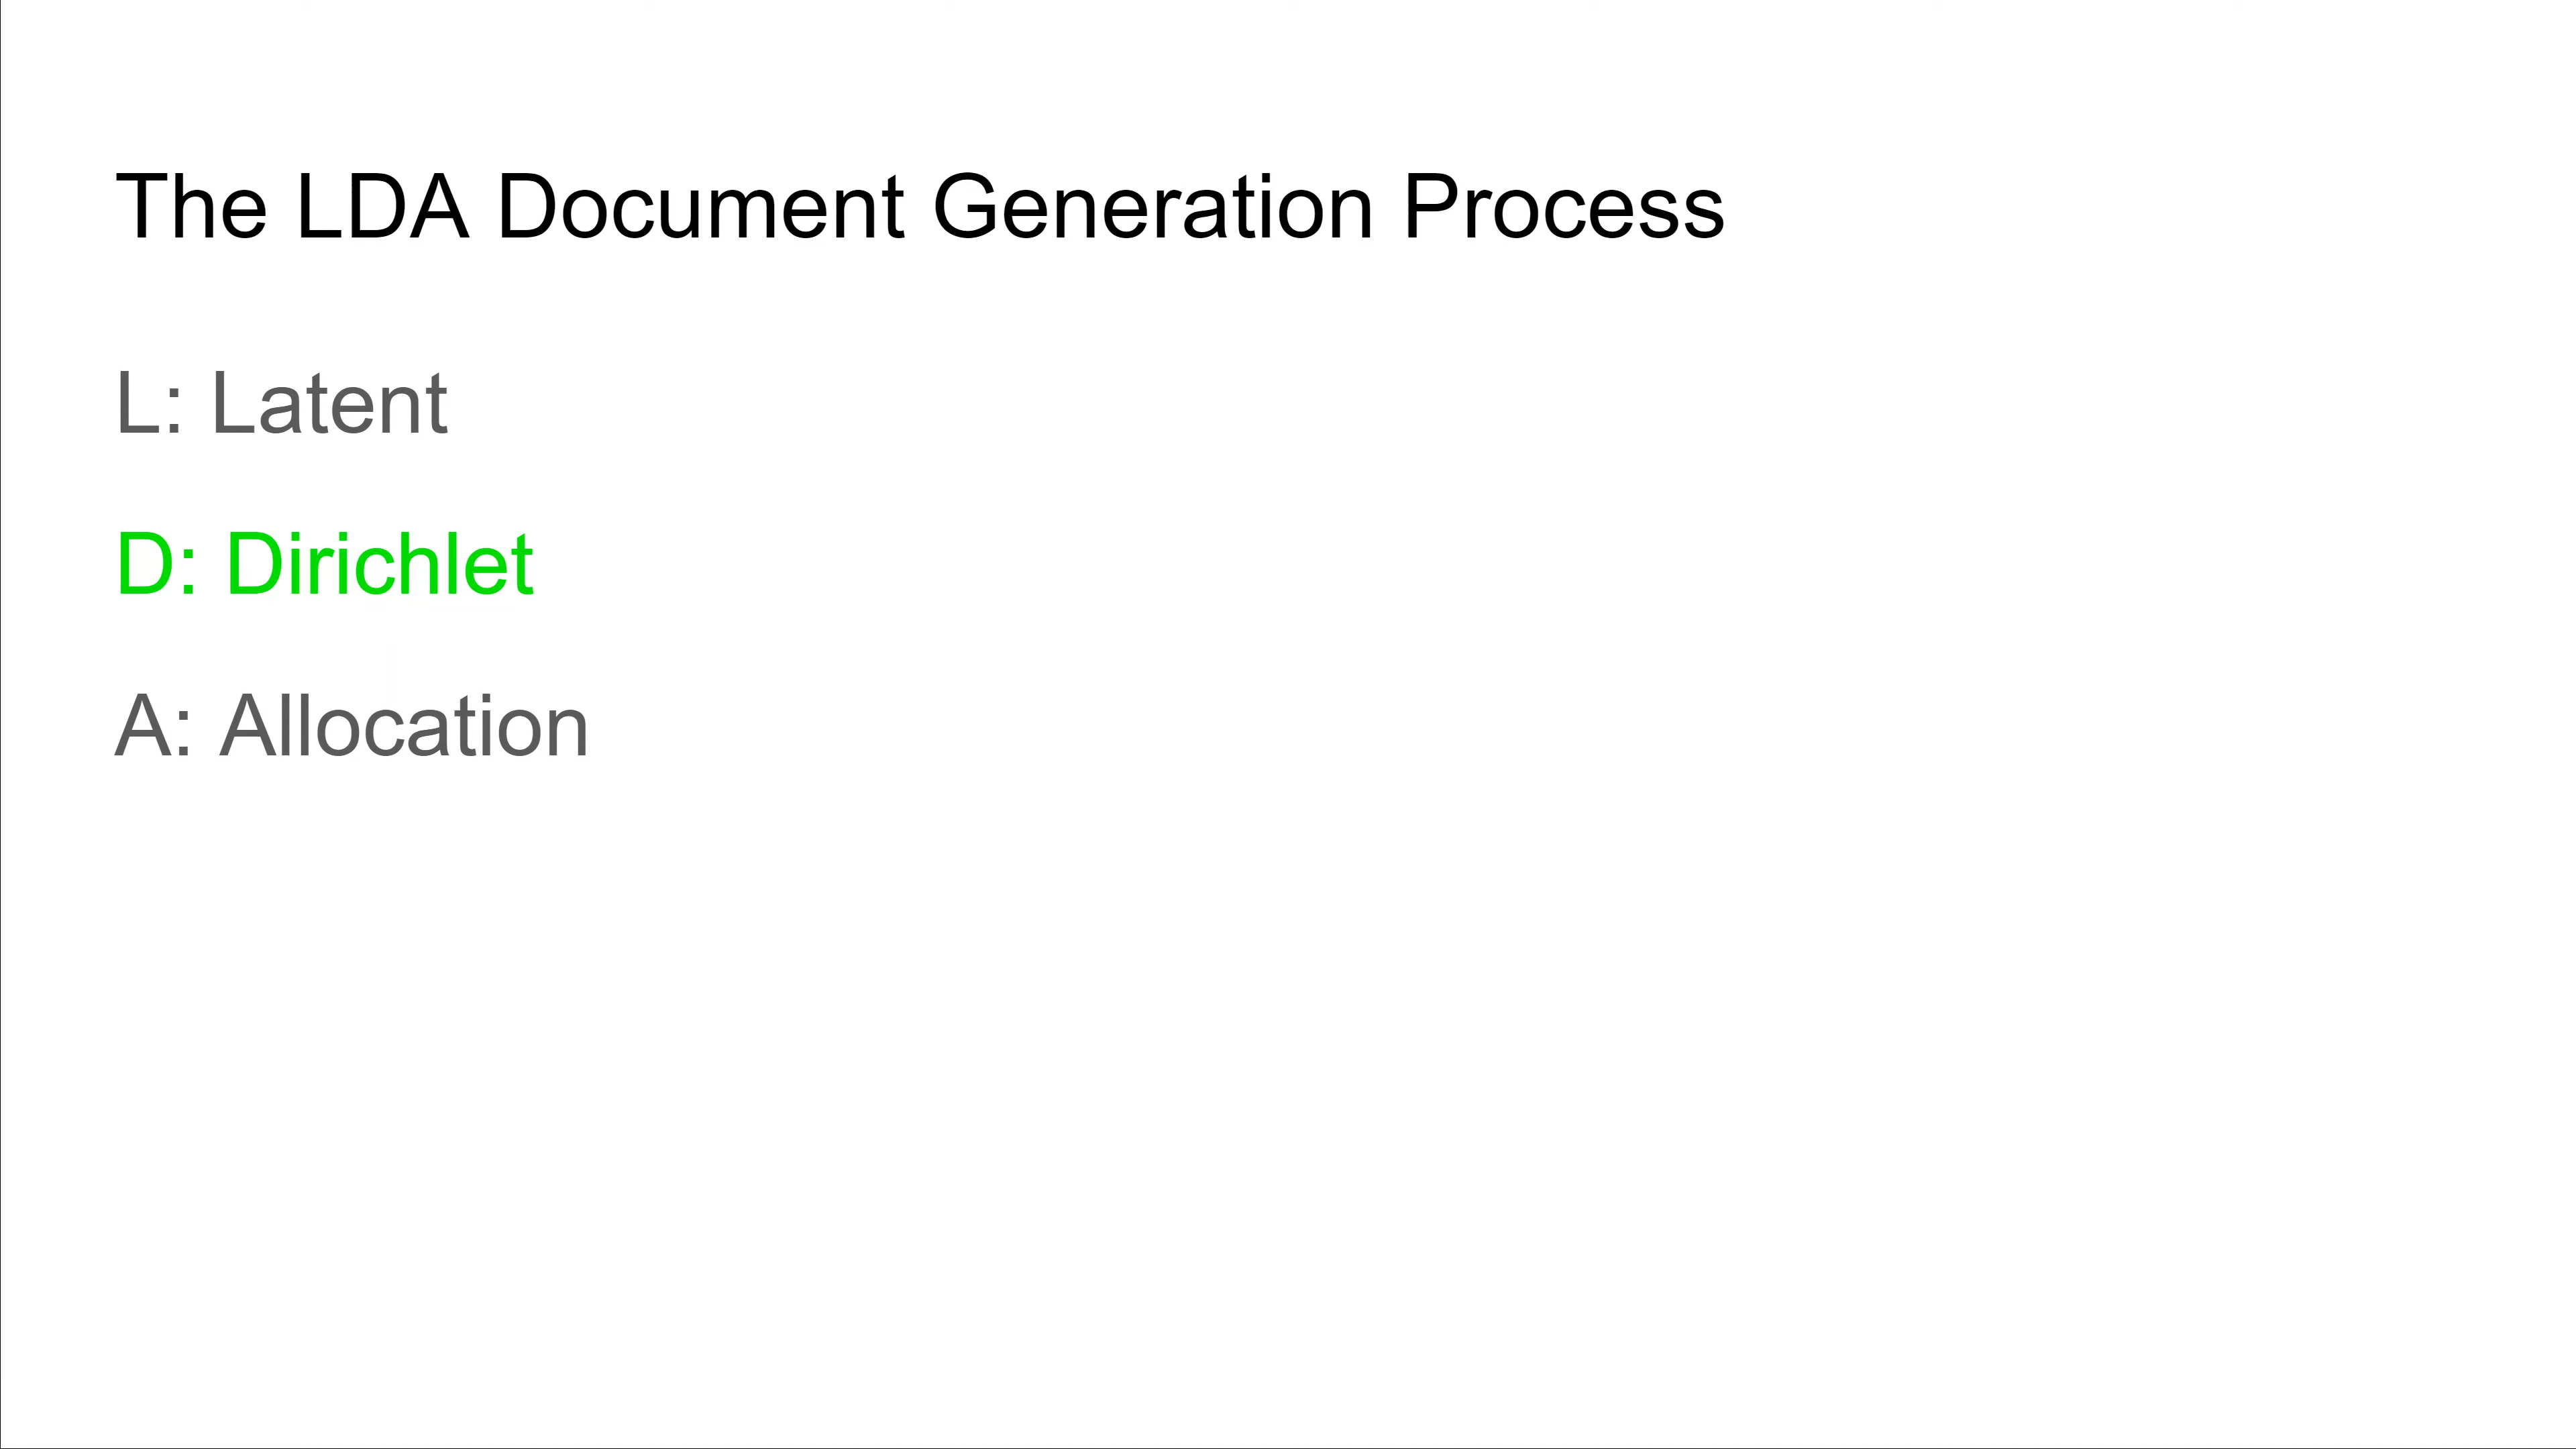 The LDA Document Generation Process
L: Latent
D: Dirichlet
A: Allocation